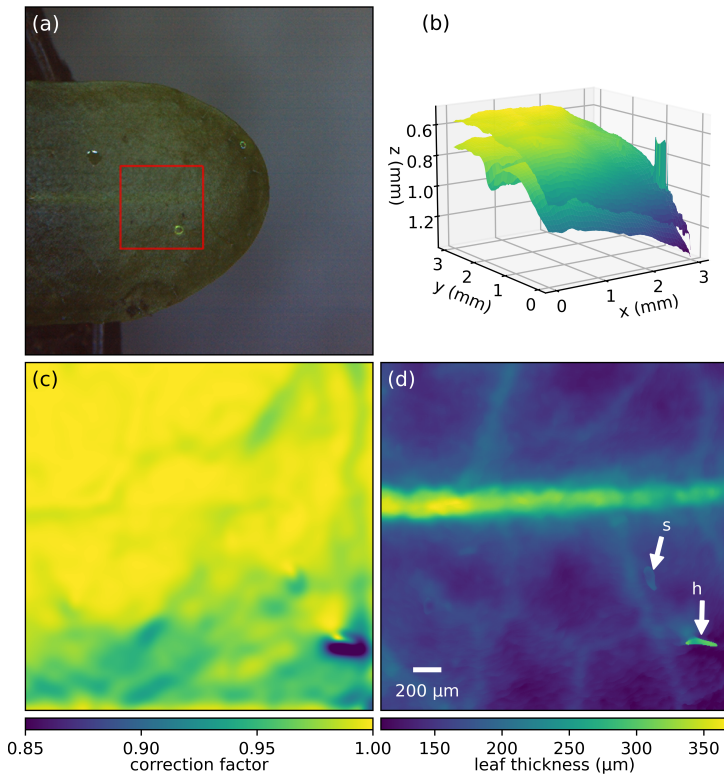 (a)
(b)
0.6
0.8
1.0
1.2
z (mm)
3
2
1
0
y (mm)
0
1
2
3
x (mm)
(c)
(d)
s
h
200 μm
0.85
0.90
0.95
1.00
correction factor
150
200
250
300
350
leaf thickness (μm)